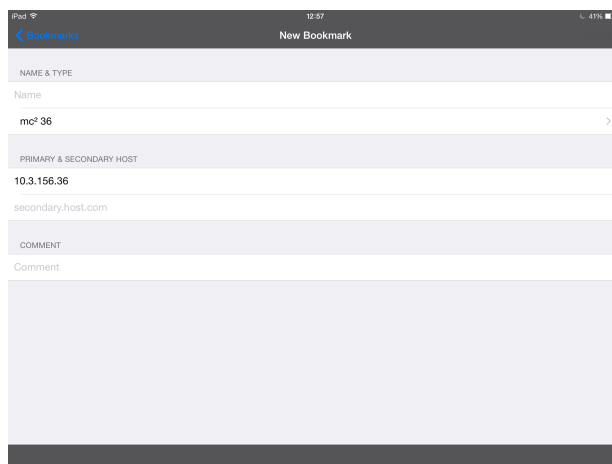 iPad 12:57 41%
Bookmarks New Bookmark
NAME & TYPE
Name
mc² 36
PRIMARY & SECONDARY HOST
10.3.156.36
secondary.host.com
COMMENT
Comment